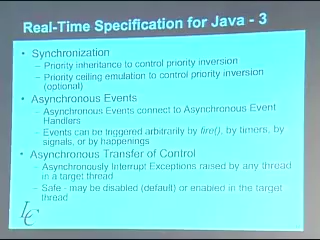 Real-Time Specification for Java - 3
• Synchronization
– Priority inheritance to control priority inversion
– Priority ceiling emulation to control priority inversion
(optional)
• Asynchronous Events
– Asynchronous Events connect to Asynchronous Event
Handlers
– Events can be triggered arbitrarily by fire(), by timers, by
signals, or by happenings
• Asynchronous Transfer of Control
– Asynchronously Interrupt Exceptions raised by any thread
in a target thread
– Safe - may be disabled (default) or enabled in the target
thread